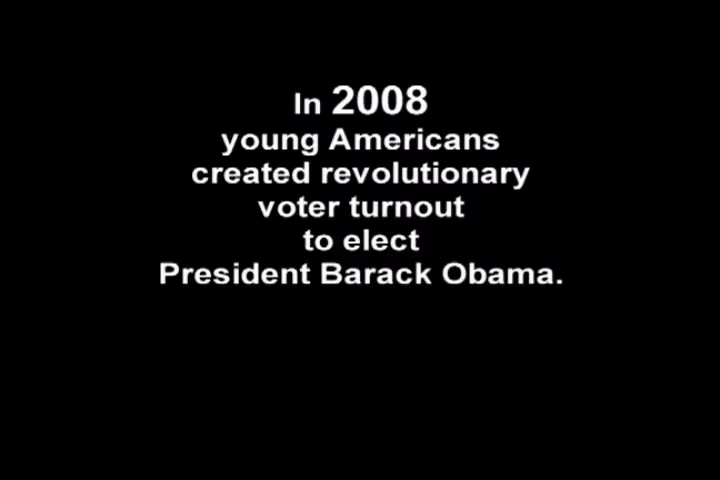 In 2008
young Americans
created revolutionary
voter turnout
to elect
President Barack Obama.